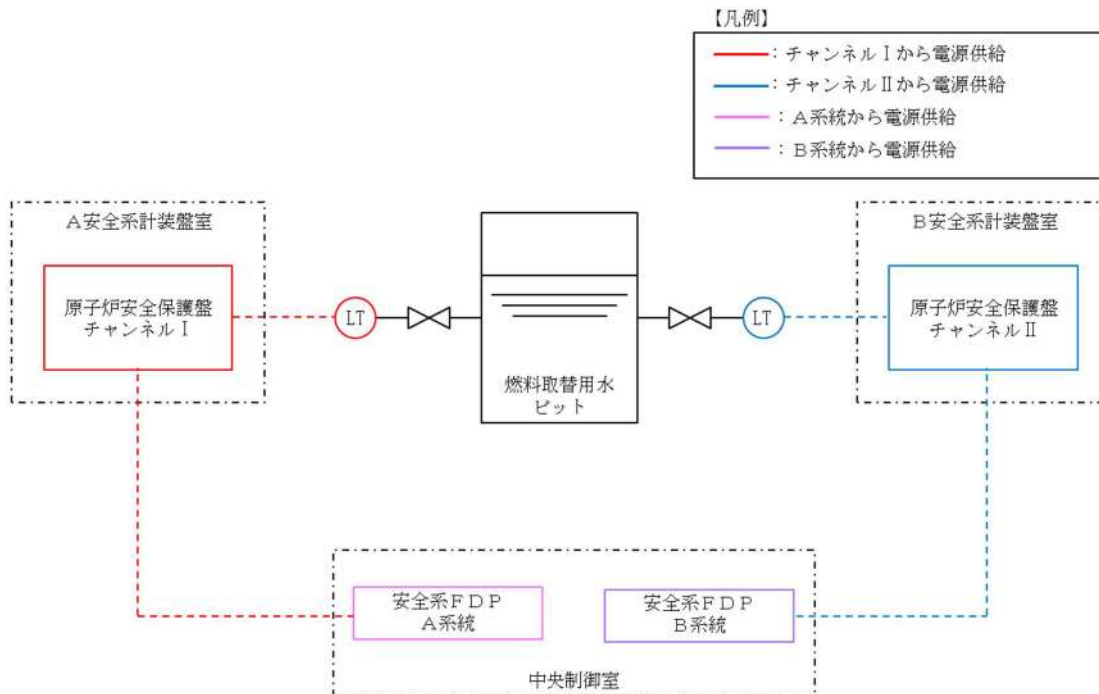 【凡例】
：チャンネルⅠから電源供給
：チャンネルⅡから電源供給
：Ａ系統から電源供給
：Ｂ系統から電源供給
Ａ安全系計装盤室
原子炉安全保護盤
チャンネルⅠ
LT
燃料取替用水
ピット
LT
Ｂ安全系計装盤室
原子炉安全保護盤
チャンネルⅡ
安全系ＦＤＰ
Ａ系統
安全系ＦＤＰ
Ｂ系統
中央制御室